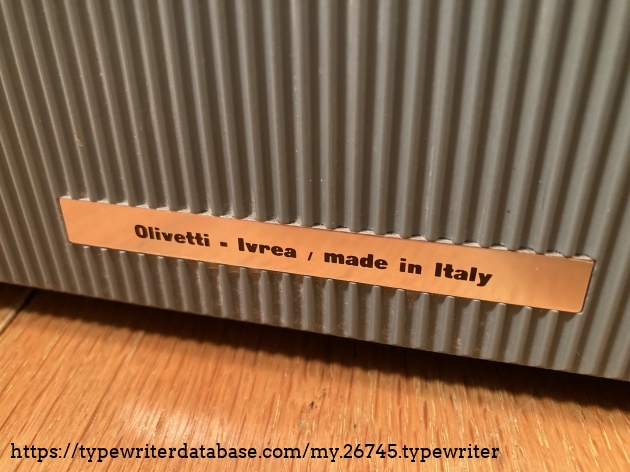 Olivetti - Ivrea / made in Italy
https://typewriterdatabase.com/my.26745.typewriter